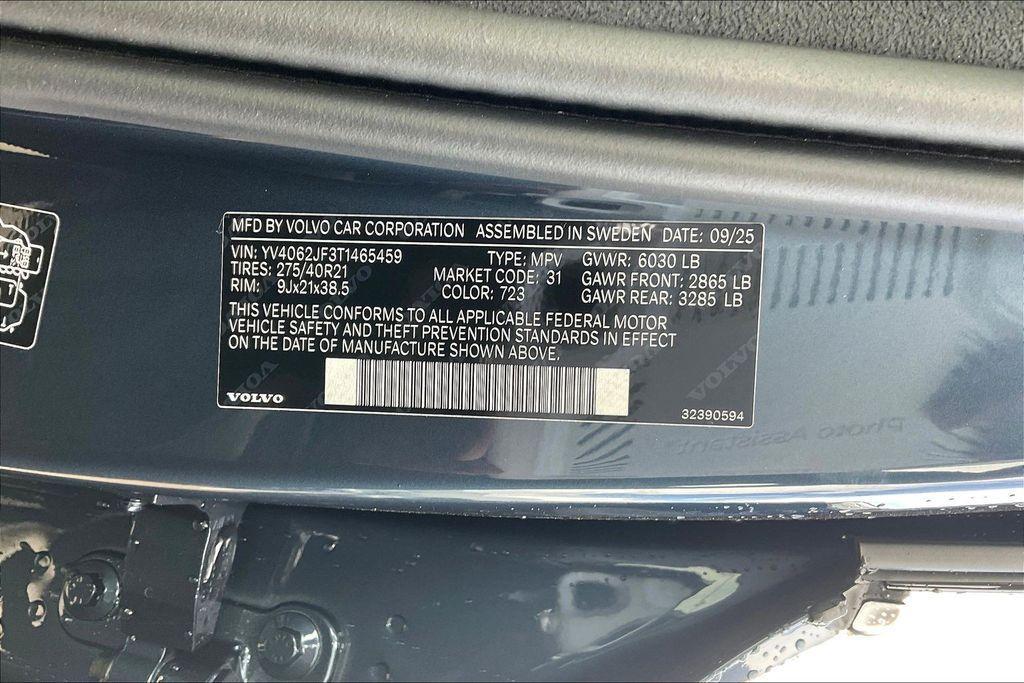 MFD BY VOLVO CAR CORPORATION ASSEMBLED IN SWEDEN DATE: 09/25
VIN: YV4062JF3T1465459 TYPE: MPV GVWR: 6030 LB
TIRES: 275/40R21 MARKET CODE: 31 GAWR FRONT: 2865 LB
RIM: 9Jx21x38.5 COLOR: 723 GAWR REAR: 3285 LB
THIS VEHICLE CONFORMS TO ALL APPLICABLE FEDERAL MOTOR
VEHICLE SAFETY AND THEFT PREVENTION STANDARDS IN EFFECT
ON THE DATE OF MANUFACTURE SHOWN ABOVE.
VOLVO
32390594
Photo Assistant